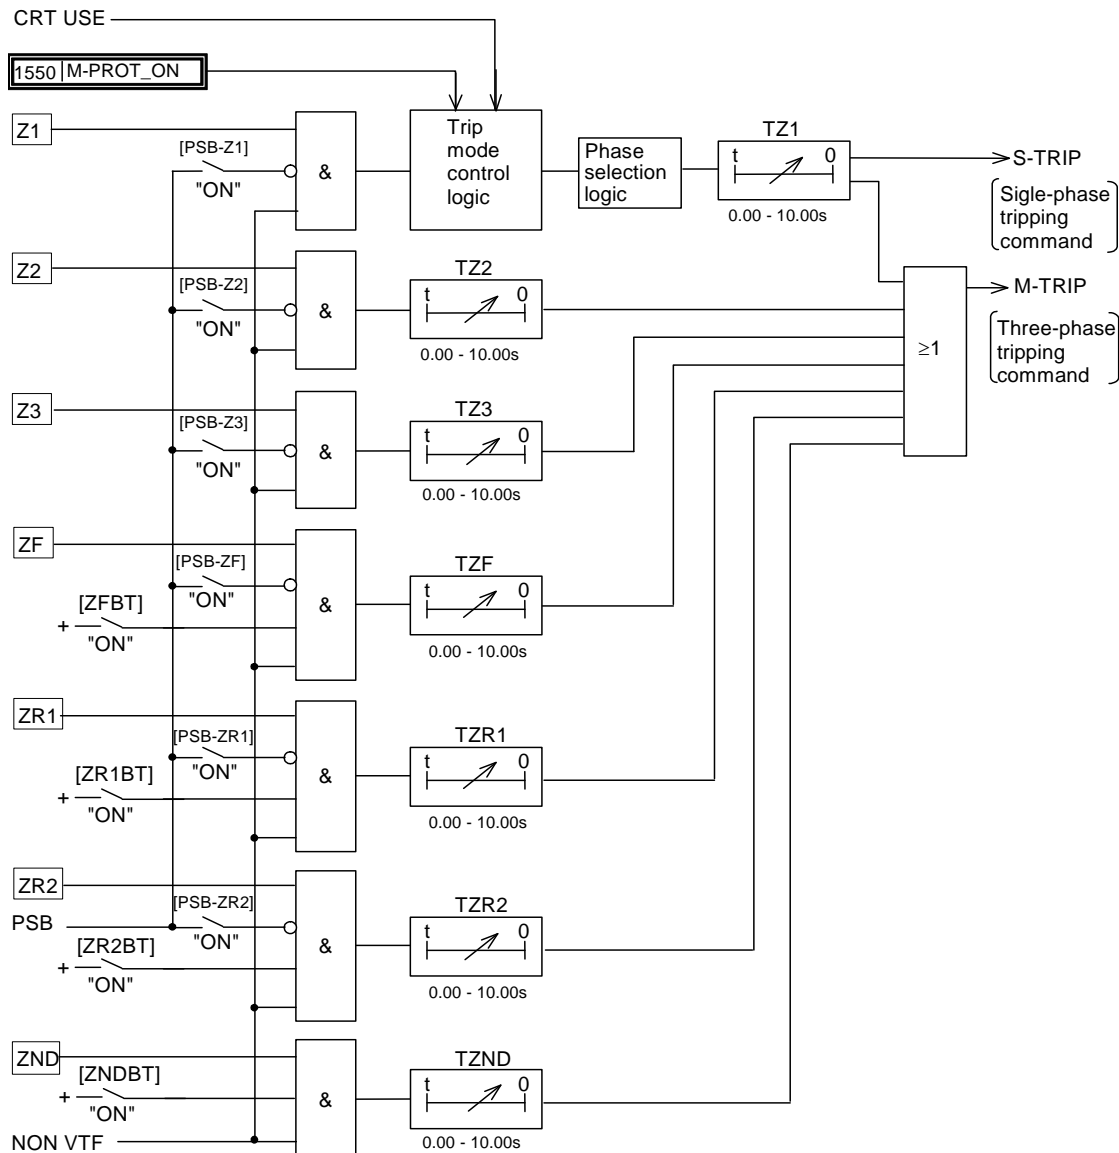 CRT USE
1550 M-PROT_ON
Z1
[PSB-Z1]
"ON"
&
Trip
mode
control
logic
Phase
selection
logic
TZ1
t 0
0.00 - 10.00s
S-TRIP
Sigle-phase
tripping
command
Z2
[PSB-Z2]
"ON"
&
TZ2
t 0
0.00 - 10.00s
M-TRIP
Three-phase
tripping
command
≥1
Z3
[PSB-Z3]
"ON"
&
TZ3
t 0
0.00 - 10.00s
ZF
[PSB-ZF]
"ON"
[ZFBT]
+ "ON"
&
TZF
t 0
0.00 - 10.00s
ZR1
[PSB-ZR1]
"ON"
[ZR1BT]
+ "ON"
&
TZR1
t 0
0.00 - 10.00s
ZR2
[PSB-ZR2]
"ON"
PSB
[ZR2BT]
+ "ON"
&
TZR2
t 0
0.00 - 10.00s
ZND
[ZNDBT]
+ "ON"
&
TZND
t 0
0.00 - 10.00s
NON VTF